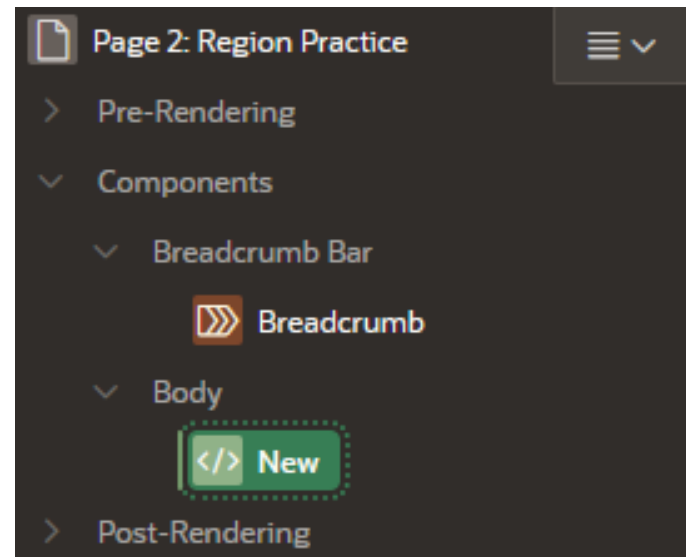 Page 2: Region Practice
Pre-Rendering
Components
Breadcrumb Bar
Breadcrumb
Body
</> New
Post-Rendering